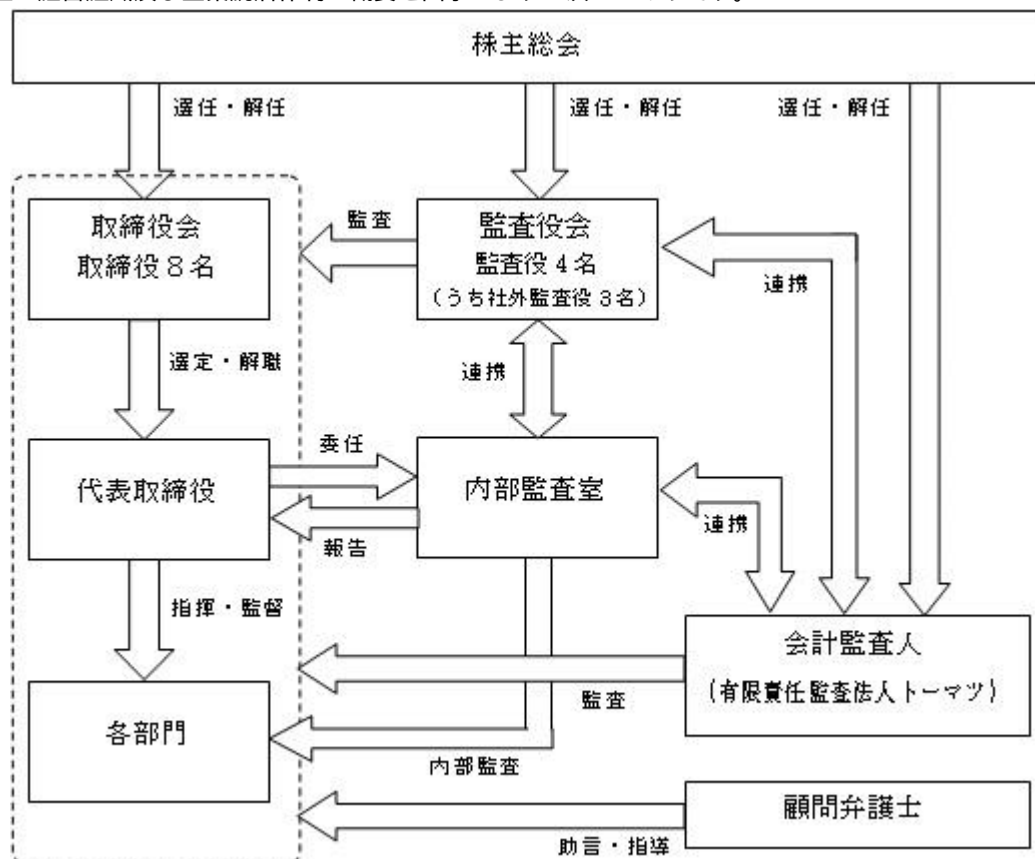 株主総会
選任・解任
選任・解任
選任・解任
取締役会
取締役8名
監査
監査役会
監査役4名
(うち社外監査役3名)
連携
選定・解職
連携
代表取締役
委任
報告
内部監査室
連携
指揮・監督
会計監査人
(有限責任監査法人トーマツ)
監査
各部門
内部監査
顧問弁護士
助言・指導